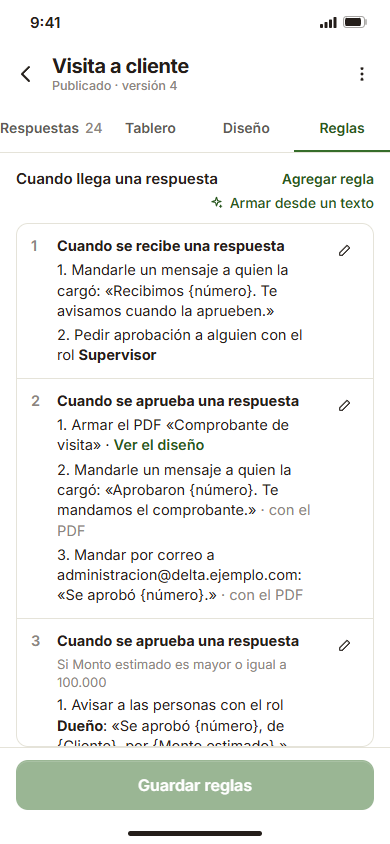 9:41
Visita a cliente
Publicado · versión 4
Respuestas 24
Tablero
Diseño
Reglas
Cuando llega una respuesta
Agregar regla
Armar desde un texto
1
Cuando se recibe una respuesta
1. Mandarle un mensaje a quien la
cargó: «Recibimos {número}. Te
avisamos cuando la aprueben.»
2. Pedir aprobación a alguien con el
rol Supervisor
2
Cuando se aprueba una respuesta
1. Armar el PDF «Comprobante de
visita» · Ver el diseño
2. Mandarle un mensaje a quien la
cargó: «Aprobaron {número}. Te
mandamos el comprobante.» · con el
PDF
3. Mandar por correo a
administracion@delta.ejemplo.com:
«Se aprobó {número}.» · con el PDF
3
Cuando se aprueba una respuesta
Si Monto estimado es mayor o igual a
100.000
1. Avisar a las personas con el rol
Dueño: «Se aprobó {número}, de
{Cliente}, por {Monto estimado}.»
Guardar reglas